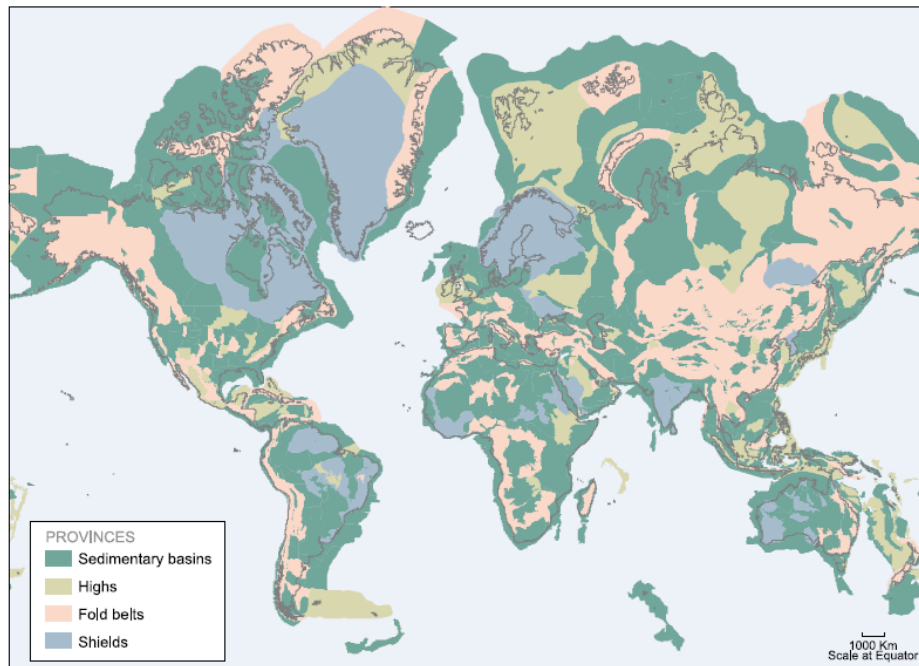 PROVINCES
Sedimentary basins
Highs
Fold belts
Shields
1000 Km
Scale at Equator